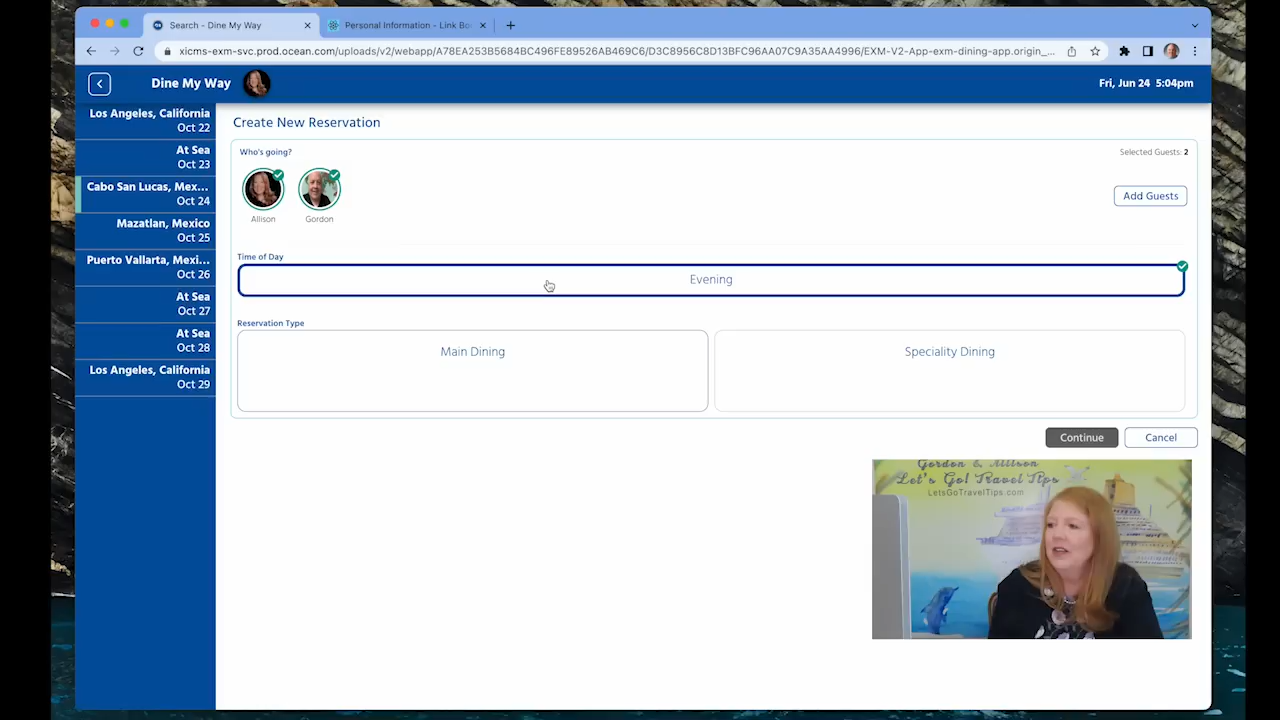 Search - Dine My Way
Personal Information - Link Bo
xicms-exm-svc.prod.ocean.com/uploads/v2/webapp/A78EA253B5684BC496FE89526AB469C6/D3C8956C8D13BFC96AA07C9A35AA4996/EXM-V2-App-exm-dining-app.origin_...
Dine My Way
Fri, Jun 24 5:04pm
Los Angeles, California
Oct 22
At Sea
Oct 23
Cabo San Lucas, Mex...
Oct 24
Mazatlan, Mexico
Oct 25
Puerto Vallarta, Mexi...
Oct 26
At Sea
Oct 27
At Sea
Oct 28
Los Angeles, California
Oct 29
Create New Reservation
Who's going?
Selected Guests: 2
Allison
Gordon
Add Guests
Time of Day
Evening
Reservation Type
Main Dining
Speciality Dining
Continue
Cancel
Gordon & Allison
Let's Go! Travel Tips
LetsGoTravelTips.com